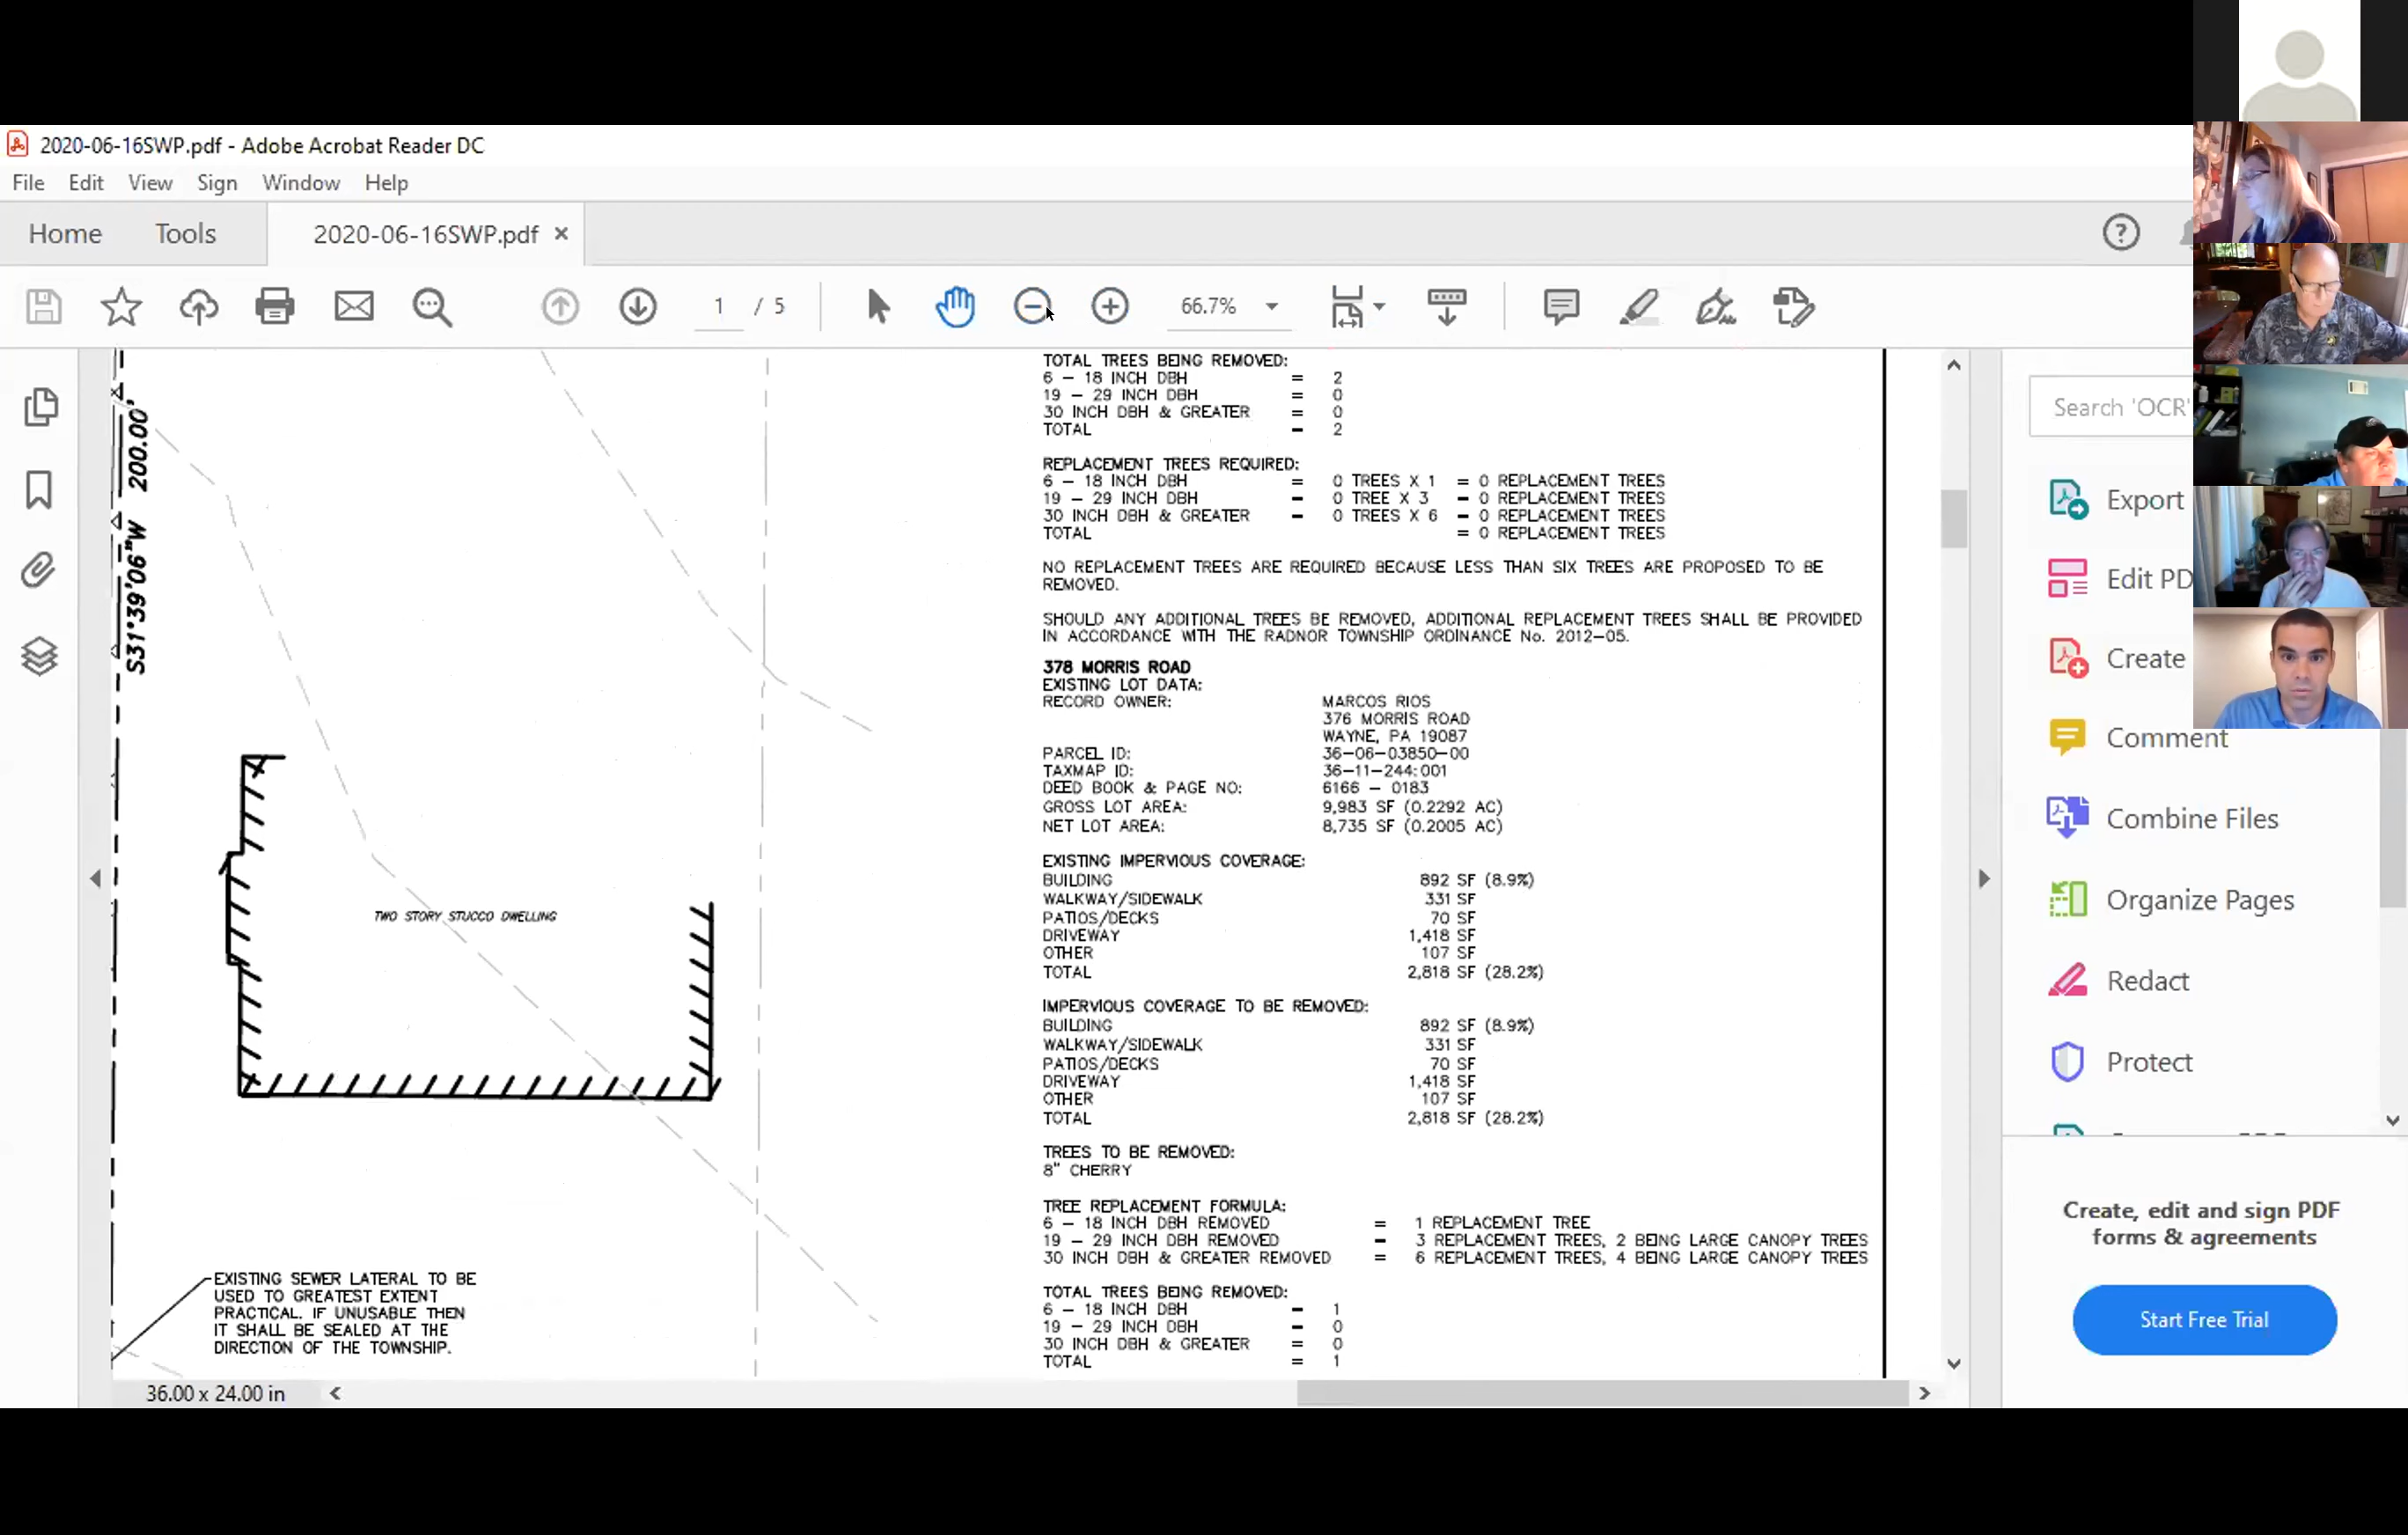 2020-06-16SWP.pdf - Adobe Acrobat Reader DC
File Edit View Sign Window Help
Home Tools 2020-06-16SWP.pdf ×
1 / 5 66.7%
S31°39'06"W 200.00'
TWO STORY STUCCO DWELLING
EXISTING SEWER LATERAL TO BE
USED TO GREATEST EXTENT
PRACTICAL. IF UNUSABLE THEN
IT SHALL BE SEALED AT THE
DIRECTION OF THE TOWNSHIP.
TOTAL TREES BEING REMOVED:
6 – 18 INCH DBH = 2
19 – 29 INCH DBH = 0
30 INCH DBH & GREATER = 0
TOTAL = 2
REPLACEMENT TREES REQUIRED:
6 – 18 INCH DBH = 0 TREES X 1 = 0 REPLACEMENT TREES
19 – 29 INCH DBH = 0 TREE X 3 = 0 REPLACEMENT TREES
30 INCH DBH & GREATER = 0 TREES X 6 = 0 REPLACEMENT TREES
TOTAL = 0 REPLACEMENT TREES
NO REPLACEMENT TREES ARE REQUIRED BECAUSE LESS THAN SIX TREES ARE PROPOSED TO BE
REMOVED.
SHOULD ANY ADDITIONAL TREES BE REMOVED, ADDITIONAL REPLACEMENT TREES SHALL BE PROVIDED
IN ACCORDANCE WITH THE RADNOR TOWNSHIP ORDINANCE No. 2012–05.
378 MORRIS ROAD
EXISTING LOT DATA:
RECORD OWNER: MARCOS RIOS
376 MORRIS ROAD
WAYNE, PA 19087
PARCEL ID: 36–06–03850–00
TAXMAP ID: 36–11–244:001
DEED BOOK & PAGE NO: 6166 – 0183
GROSS LOT AREA: 9,983 SF (0.2292 AC)
NET LOT AREA: 8,735 SF (0.2005 AC)
EXISTING IMPERVIOUS COVERAGE:
BUILDING 892 SF (8.9%)
WALKWAY/SIDEWALK 331 SF
PATIOS/DECKS 70 SF
DRIVEWAY 1,418 SF
OTHER 107 SF
TOTAL 2,818 SF (28.2%)
IMPERVIOUS COVERAGE TO BE REMOVED:
BUILDING 892 SF (8.9%)
WALKWAY/SIDEWALK 331 SF
PATIOS/DECKS 70 SF
DRIVEWAY 1,418 SF
OTHER 107 SF
TOTAL 2,818 SF (28.2%)
TREES TO BE REMOVED:
8" CHERRY
TREE REPLACEMENT FORMULA:
6 – 18 INCH DBH REMOVED = 1 REPLACEMENT TREE
19 – 29 INCH DBH REMOVED = 3 REPLACEMENT TREES, 2 BEING LARGE CANOPY TREES
30 INCH DBH & GREATER REMOVED = 6 REPLACEMENT TREES, 4 BEING LARGE CANOPY TREES
TOTAL TREES BEING REMOVED:
6 – 18 INCH DBH = 1
19 – 29 INCH DBH = 0
30 INCH DBH & GREATER = 0
TOTAL = 1
36.00 x 24.00 in
Search 'OCR'
Export
Edit PD
Create
Comment
Combine Files
Organize Pages
Redact
Protect
Create, edit and sign PDF
forms & agreements
Start Free Trial